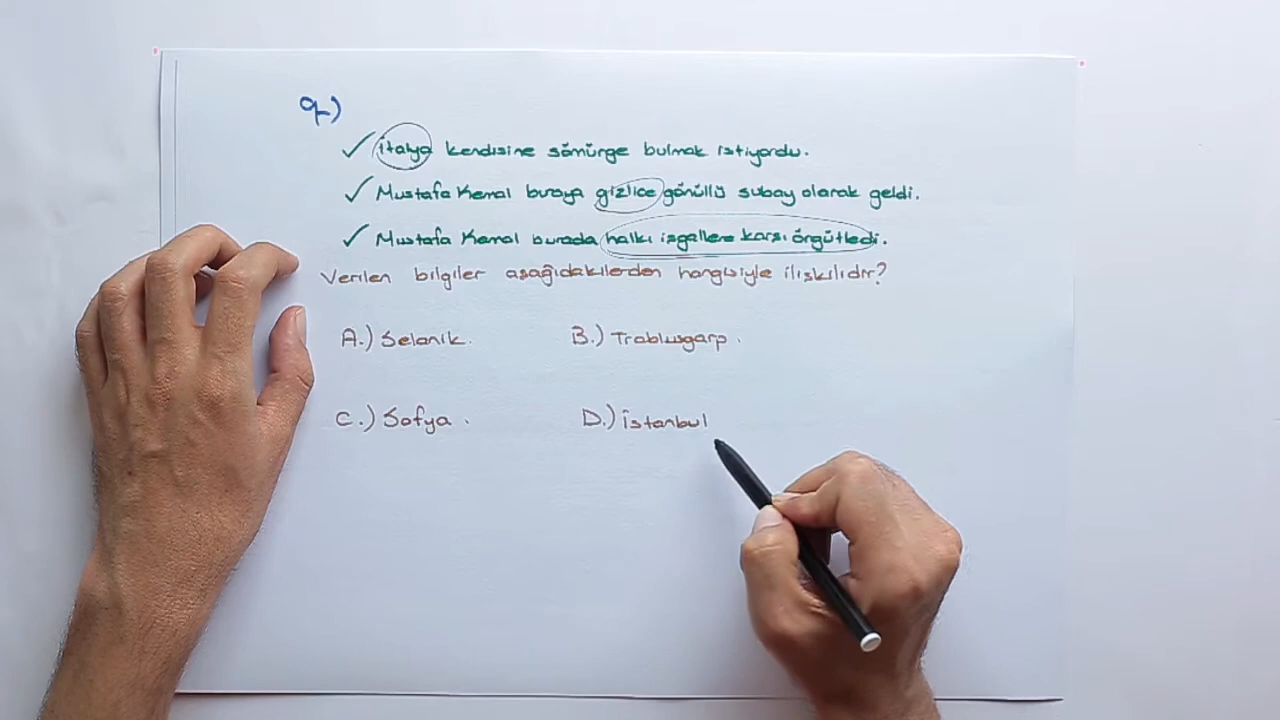 9)
✓ italya kendisine sömürge bulmak istiyordu.
✓ Mustafa Kemal buraya gizlice gönüllü subay olarak geldi.
✓ Mustafa Kemal burada halkı işgallere karşı örgütledi.
Verilen bilgiler aşağıdakilerden hangisiyle ilişkilidir?
A.) Selanik. B.) Trablusgarp.
C.) Sofya. D.) İstanbul